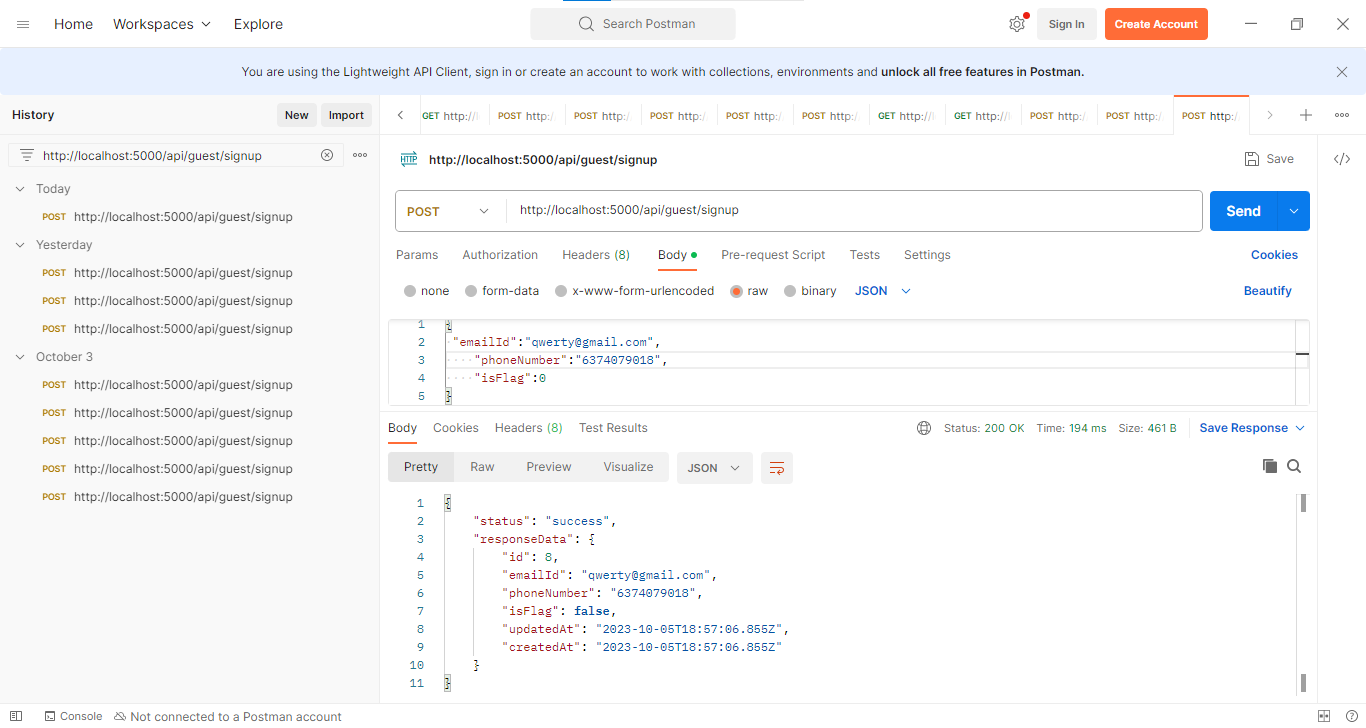 Home Workspaces Explore Search Postman Sign In Create Account
You are using the Lightweight API Client, sign in or create an account to work with collections, environments and unlock all free features in Postman.
History New Import
GET http://l POST http:/ POST http:/ POST http:/ POST http:/ POST http:/ GET http://l GET http://l POST http:/ POST http:/ POST http:/
http://localhost:5000/api/guest/signup
Today
POST http://localhost:5000/api/guest/signup
Yesterday
POST http://localhost:5000/api/guest/signup
POST http://localhost:5000/api/guest/signup
POST http://localhost:5000/api/guest/signup
October 3
POST http://localhost:5000/api/guest/signup
POST http://localhost:5000/api/guest/signup
POST http://localhost:5000/api/guest/signup
POST http://localhost:5000/api/guest/signup
POST http://localhost:5000/api/guest/signup
HTTP http://localhost:5000/api/guest/signup Save
POST http://localhost:5000/api/guest/signup Send
Params Authorization Headers (8) Body Pre-request Script Tests Settings Cookies
none form-data x-www-form-urlencoded raw binary JSON Beautify
1 {
2 "emailId":"qwerty@gmail.com",
3 "phoneNumber":"6374079018",
4 "isFlag":0
5 }
Body Cookies Headers (8) Test Results Status: 200 OK Time: 194 ms Size: 461 B Save Response
Pretty Raw Preview Visualize JSON
1 {
2 "status": "success",
3 "responseData": {
4 "id": 8,
5 "emailId": "qwerty@gmail.com",
6 "phoneNumber": "6374079018",
7 "isFlag": false,
8 "updatedAt": "2023-10-05T18:57:06.855Z",
9 "createdAt": "2023-10-05T18:57:06.855Z"
10 }
11 }
Console Not connected to a Postman account